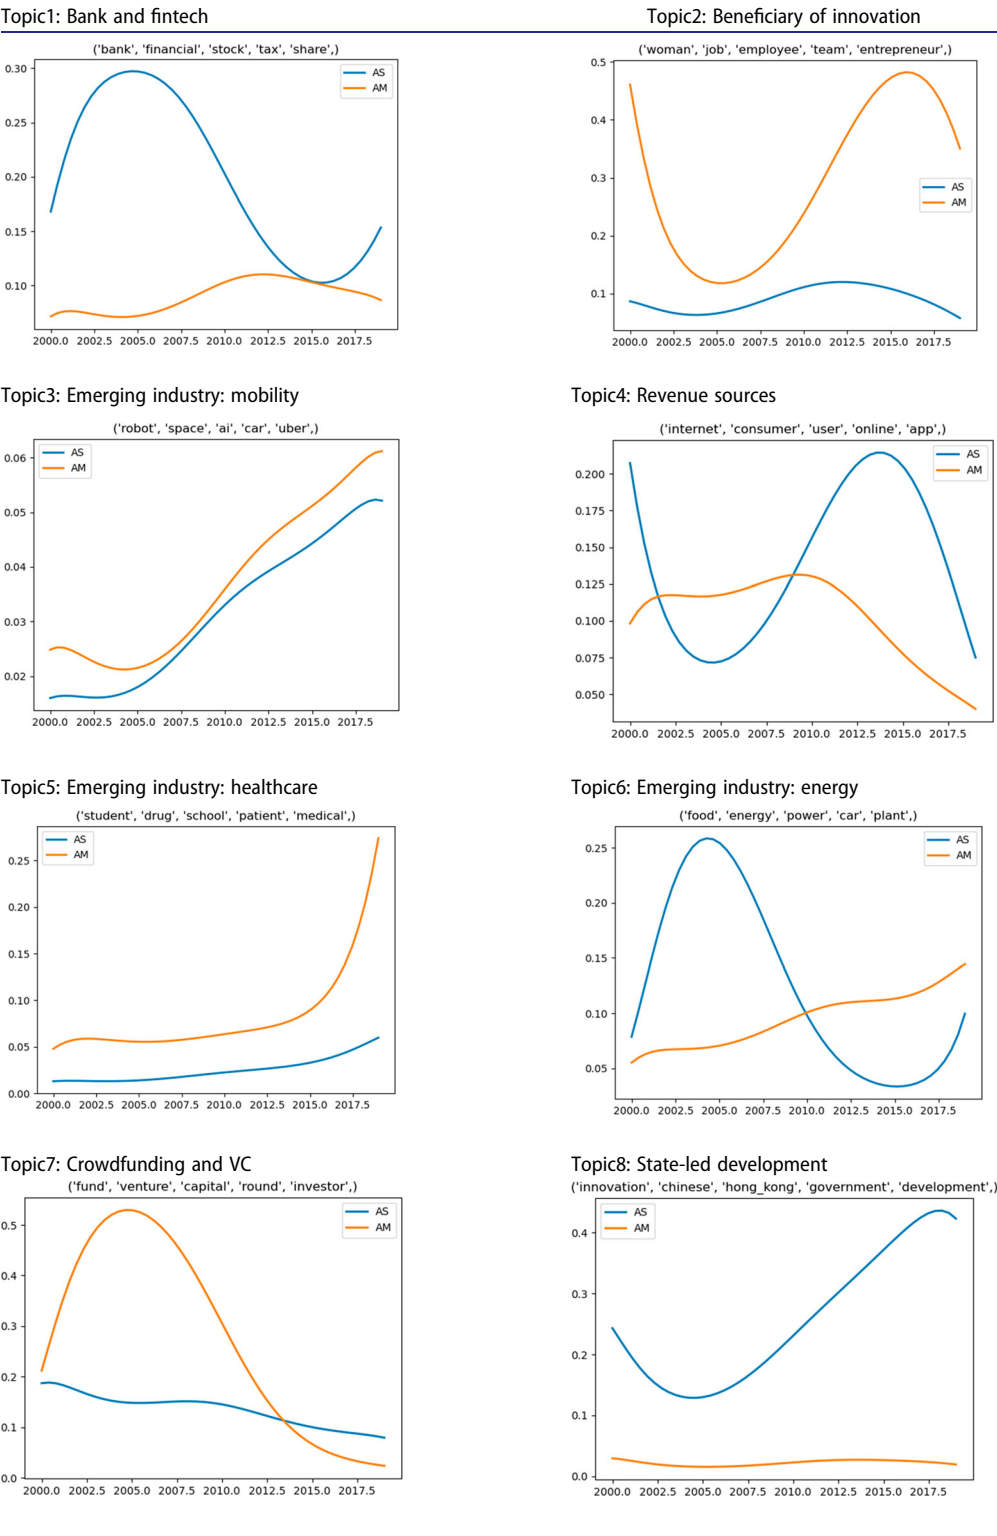 Topic1: Bank and fintech
Topic2: Beneficiary of innovation
('bank', 'financial', 'stock', 'tax', 'share',)
0.30
0.25
0.20
0.15
0.10
AS
AM
2000.0 2002.5 2005.0 2007.5 2010.0 2012.5 2015.0 2017.5
('woman', 'job', 'employee', 'team', 'entrepreneur',)
0.5
0.4
0.3
0.2
0.1
AS
AM
2000.0 2002.5 2005.0 2007.5 2010.0 2012.5 2015.0 2017.5
Topic3: Emerging industry: mobility
Topic4: Revenue sources
('robot', 'space', 'ai', 'car', 'uber',)
0.06
0.05
0.04
0.03
0.02
AS
AM
2000.0 2002.5 2005.0 2007.5 2010.0 2012.5 2015.0 2017.5
('internet', 'consumer', 'user', 'online', 'app',)
0.200
0.175
0.150
0.125
0.100
0.075
0.050
AS
AM
2000.0 2002.5 2005.0 2007.5 2010.0 2012.5 2015.0 2017.5
Topic5: Emerging industry: healthcare
Topic6: Emerging industry: energy
('student', 'drug', 'school', 'patient', 'medical',)
0.25
0.20
0.15
0.10
0.05
0.00
AS
AM
2000.0 2002.5 2005.0 2007.5 2010.0 2012.5 2015.0 2017.5
('food', 'energy', 'power', 'car', 'plant',)
0.25
0.20
0.15
0.10
0.05
AS
AM
2000.0 2002.5 2005.0 2007.5 2010.0 2012.5 2015.0 2017.5
Topic7: Crowdfunding and VC
Topic8: State-led development
('fund', 'venture', 'capital', 'round', 'investor',)
0.5
0.4
0.3
0.2
0.1
0.0
AS
AM
2000.0 2002.5 2005.0 2007.5 2010.0 2012.5 2015.0 2017.5
('innovation', 'chinese', 'hong_kong', 'government', 'development',)
0.4
0.3
0.2
0.1
0.0
AS
AM
2000.0 2002.5 2005.0 2007.5 2010.0 2012.5 2015.0 2017.5